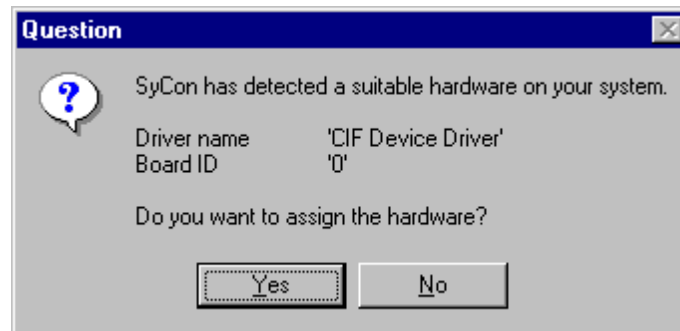 Question
SyCon has detected a suitable hardware on your system.
Driver name 'CIF Device Driver'
Board ID '0'
Do you want to assign the hardware?
Yes No